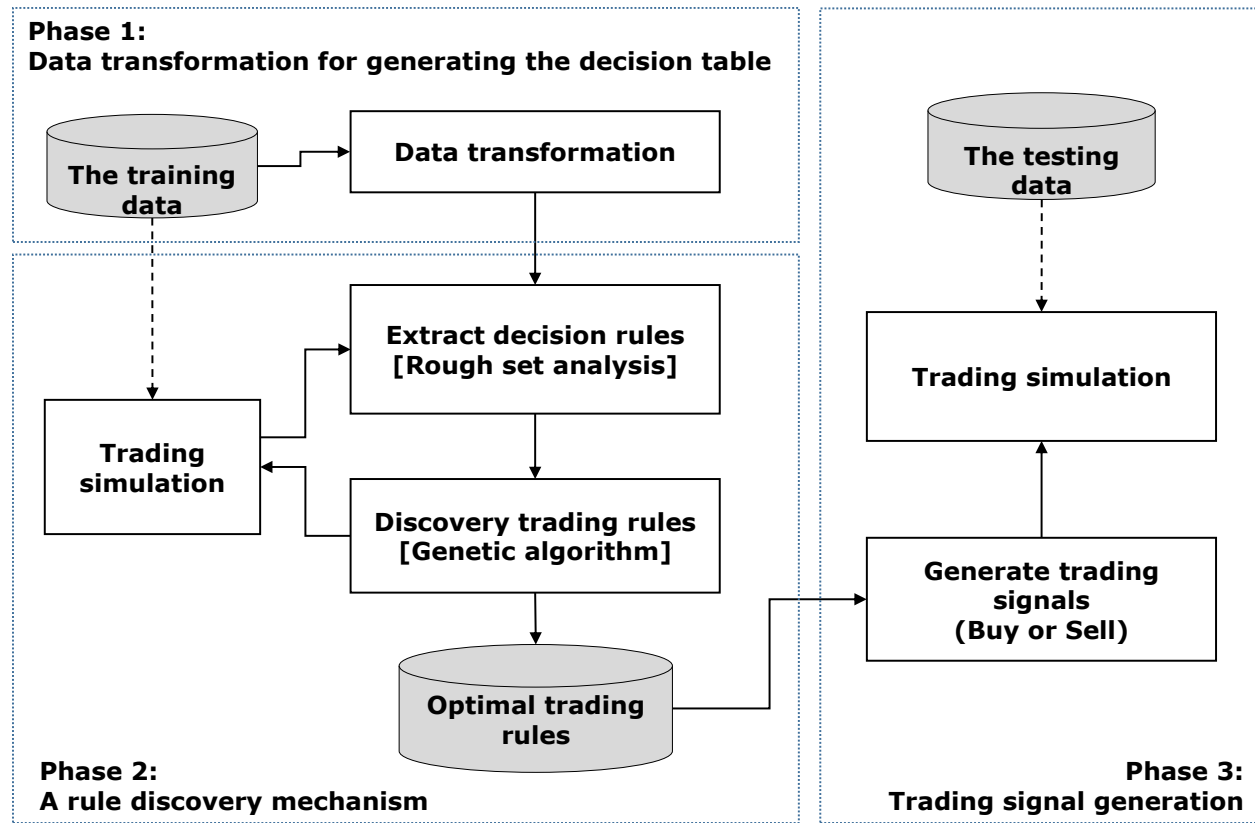 Phase 1:
Data transformation for generating the decision table
The training
data
Data transformation
Extract decision rules
[Rough set analysis]
Trading
simulation
Discovery trading rules
[Genetic algorithm]
Optimal trading
rules
Phase 2:
A rule discovery mechanism
The testing
data
Trading simulation
Generate trading
signals
(Buy or Sell)
Phase 3:
Trading signal generation